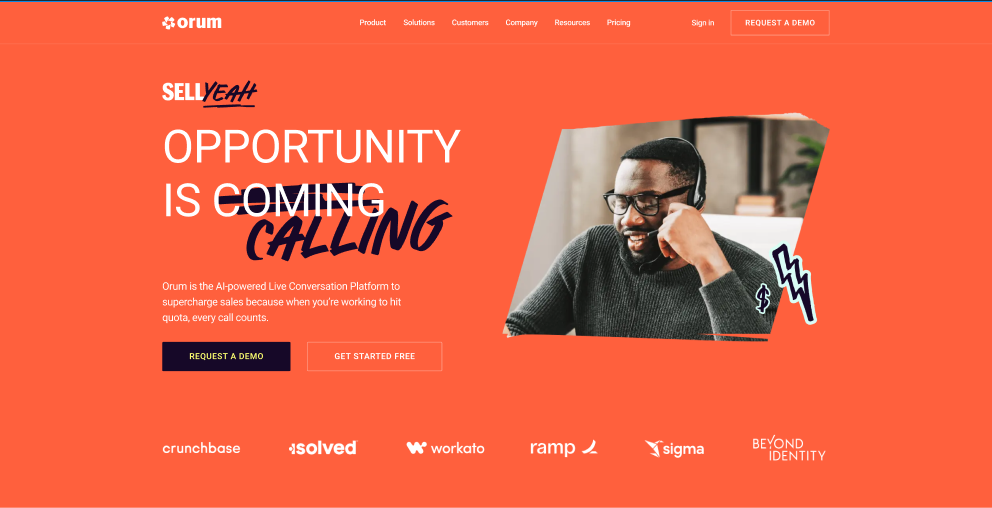 orum
Product Solutions Customers Company Resources Pricing
Sign in
REQUEST A DEMO
SELL YEAH
OPPORTUNITY
IS COMING
CALLING
Orum is the AI-powered Live Conversation Platform to
supercharge sales because when you're working to hit
quota, every call counts.
REQUEST A DEMO
GET STARTED FREE
$
crunchbase
isolved
workato
ramp
sigma
BEYOND
IDENTITY